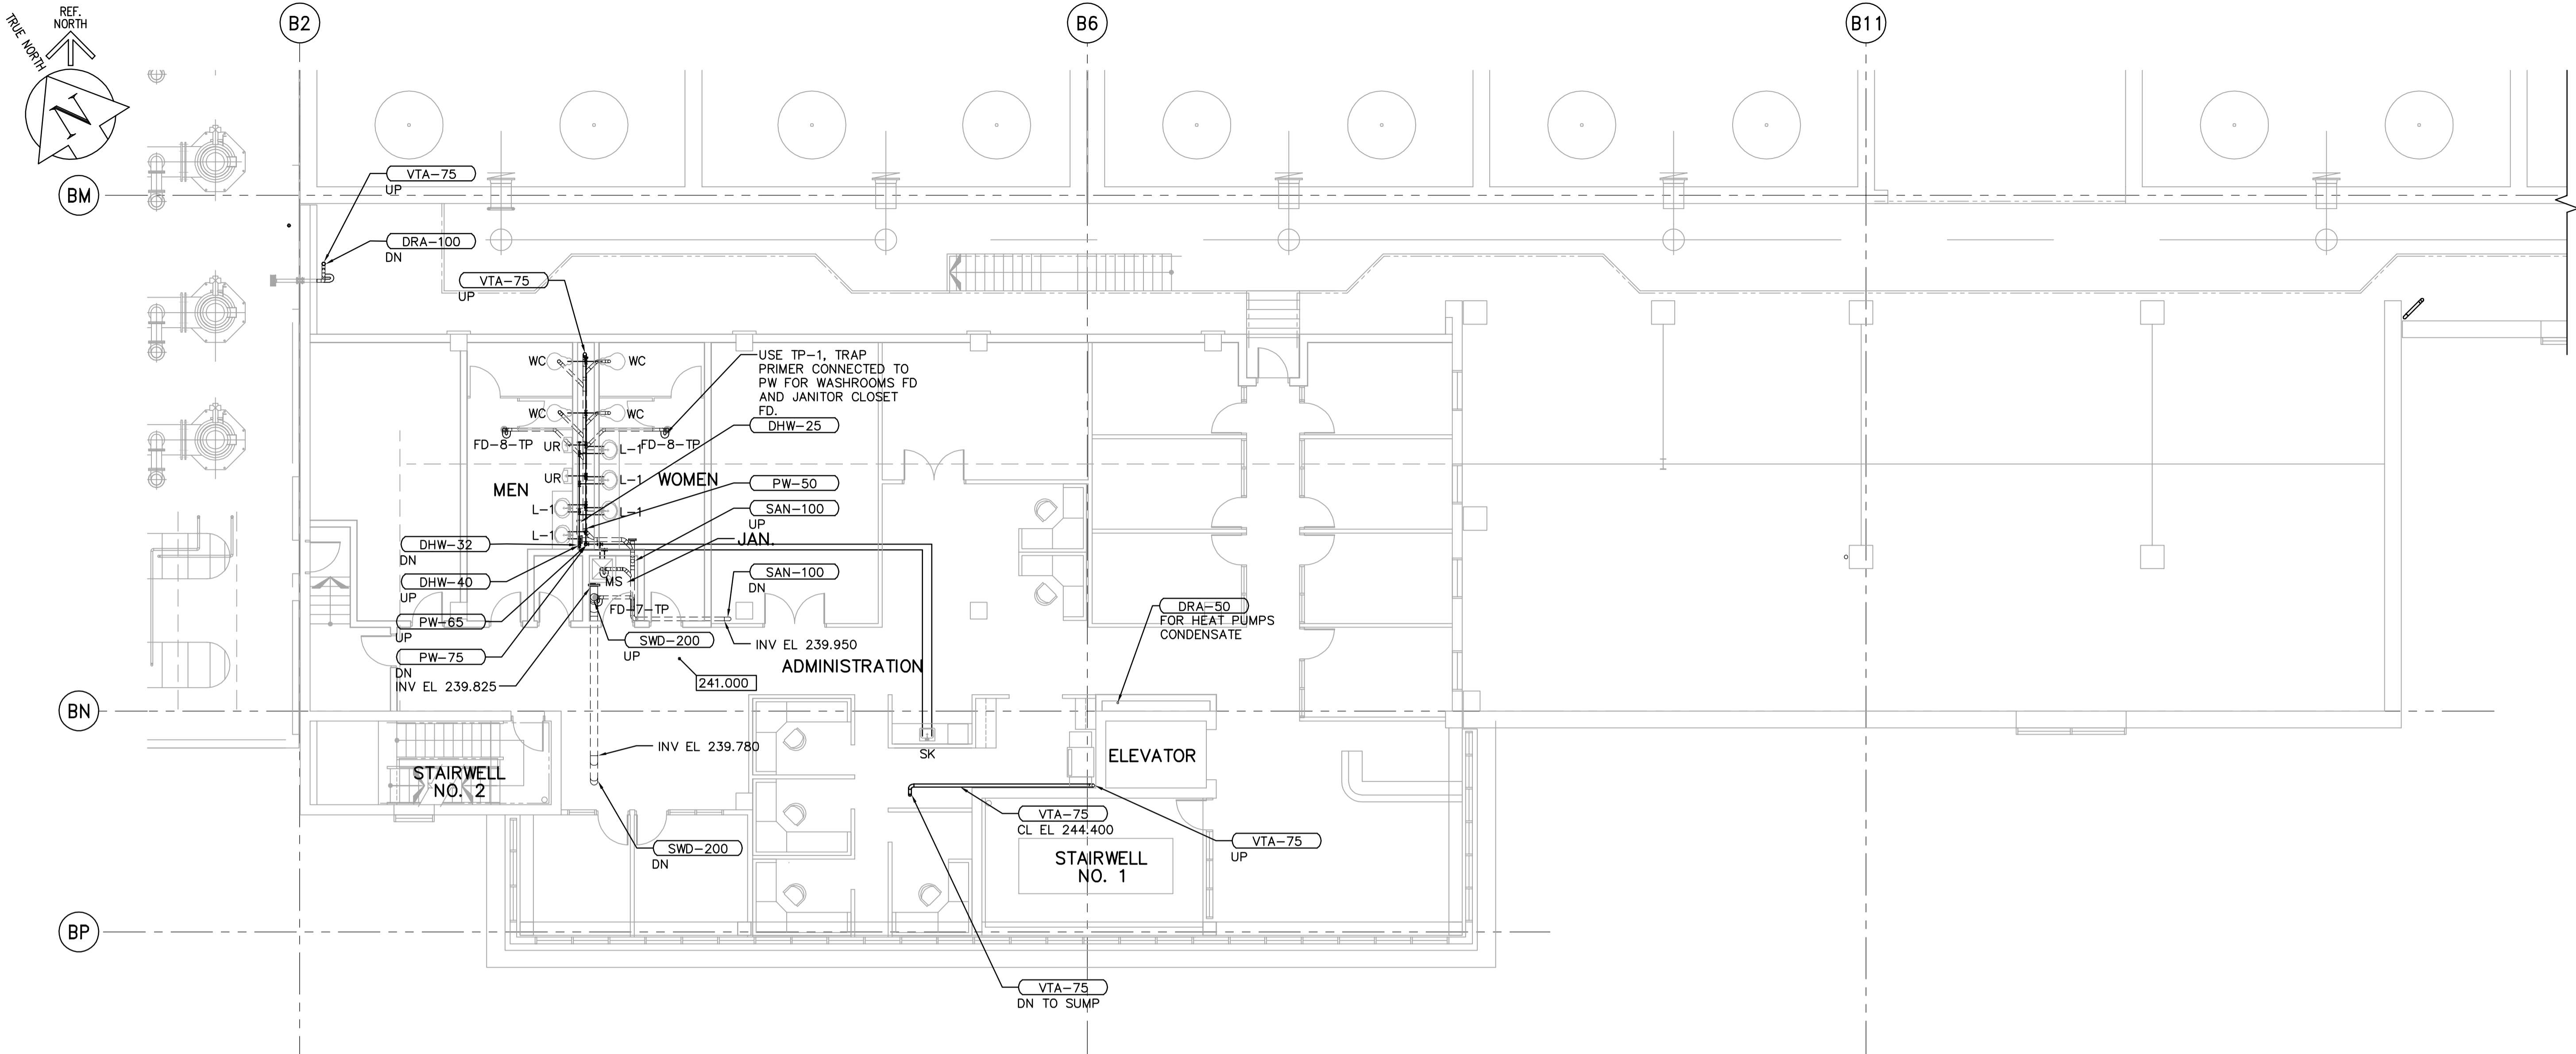 REF.
NORTH
TRUE NORTH
N
B2
B6
B11
BM
BN
BP
VTA-75
UP
DRA-100
DN
VTA-75
UP
WC
WC
WC
WC
USE TP-1, TRAP
PRIMER CONNECTED TO
PW FOR WASHROOMS FD
AND JANITOR CLOSET
FD.
DHW-25
FD-8-TP
UR
L-1
FD-8-TP
UR
L-1
MEN
WOMEN
PW-50
L-1
L-1
SAN-100
UP
L-1
JAN.
DHW-32
DN
SAN-100
DN
DHW-40
UP
MS
FD-7-TP
PW-65
UP
SWD-200
UP
INV EL 239.950
PW-75
DN
INV EL 239.825
ADMINISTRATION
241.000
DRA-50
FOR HEAT PUMPS
CONDENSATE
INV EL 239.780
SK
ELEVATOR
STAIRWELL
NO. 2
VTA-75
CL EL 244.400
VTA-75
UP
SWD-200
DN
STAIRWELL
NO. 1
VTA-75
DN TO SUMP